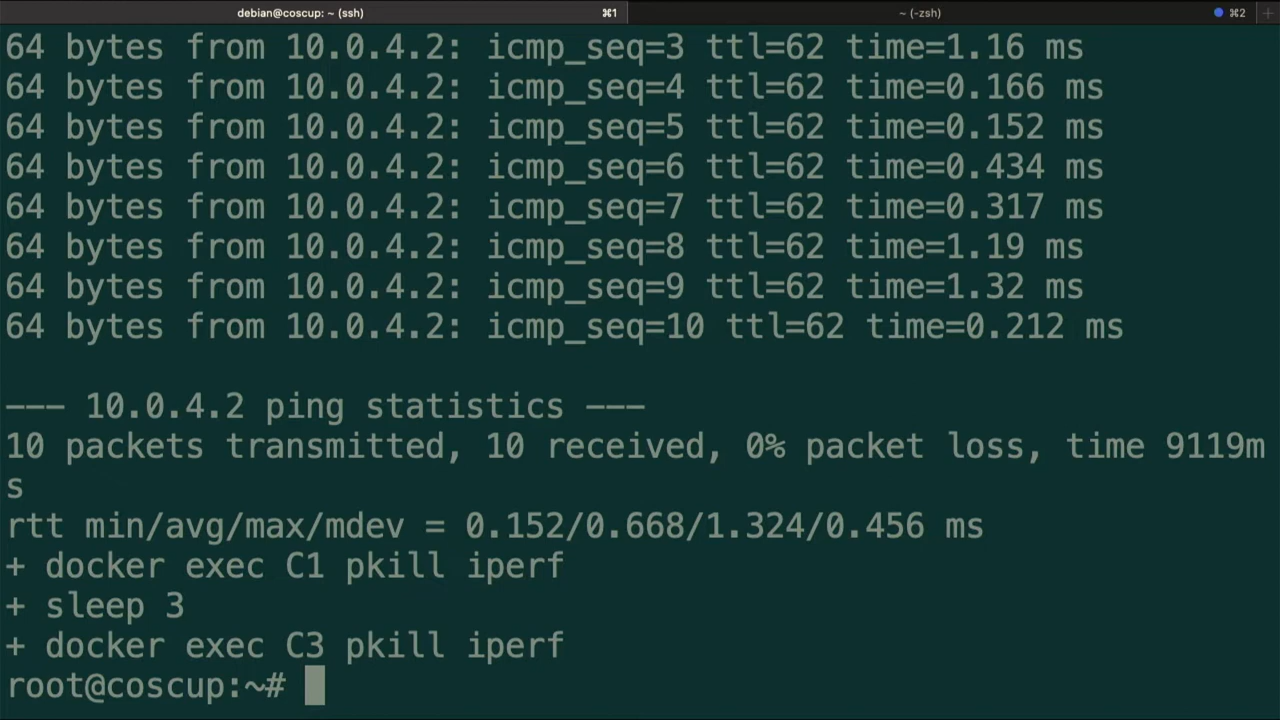 debian@coscup: ~ (ssh) ⌘1 ~ (-zsh) ⌘2 +
64 bytes from 10.0.4.2: icmp_seq=3 ttl=62 time=1.16 ms
64 bytes from 10.0.4.2: icmp_seq=4 ttl=62 time=0.166 ms
64 bytes from 10.0.4.2: icmp_seq=5 ttl=62 time=0.152 ms
64 bytes from 10.0.4.2: icmp_seq=6 ttl=62 time=0.434 ms
64 bytes from 10.0.4.2: icmp_seq=7 ttl=62 time=0.317 ms
64 bytes from 10.0.4.2: icmp_seq=8 ttl=62 time=1.19 ms
64 bytes from 10.0.4.2: icmp_seq=9 ttl=62 time=1.32 ms
64 bytes from 10.0.4.2: icmp_seq=10 ttl=62 time=0.212 ms
--- 10.0.4.2 ping statistics ---
10 packets transmitted, 10 received, 0% packet loss, time 9119m
s
rtt min/avg/max/mdev = 0.152/0.668/1.324/0.456 ms
+ docker exec C1 pkill iperf
+ sleep 3
+ docker exec C3 pkill iperf
root@coscup:~#